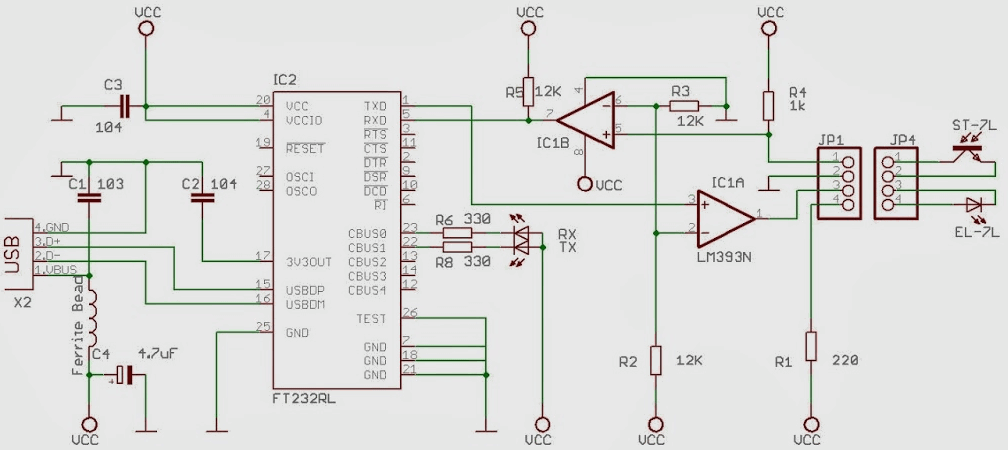 VCC
VCC
VCC
IC2
C3
104
20 VCC
4 VCCIO
19 RESET
27 OSCI
28 OSCO
17 3V3OUT
15 USBDP
16 USBDM
25 GND
TXD 1
RXD 5
RTS 3
CTS 11
DTR 2
DSR 9
DCD 10
RI 6
CBUS0 23
CBUS1 22
CBUS2 13
CBUS3 14
CBUS4 12
TEST 26
GND 7
GND 18
GND 21
FT232RL
C1 103
C2 104
USB
4.GND
3.D+
2.D-
1.VBUS
X2
Ferrite Bead
C4 4.7uF
+
VCC
R6 330
R8 330
RX
TX
VCC
R5 12K
4
7
- 6
+ 5
8
IC1B
VCC
R3
12K
R4
1k
IC1A
3 +
2 -
1
LM393N
R2 12K
VCC
JP1
1
2
3
4
JP4
1
2
3
4
ST-7L
EL-7L
R1 220
VCC